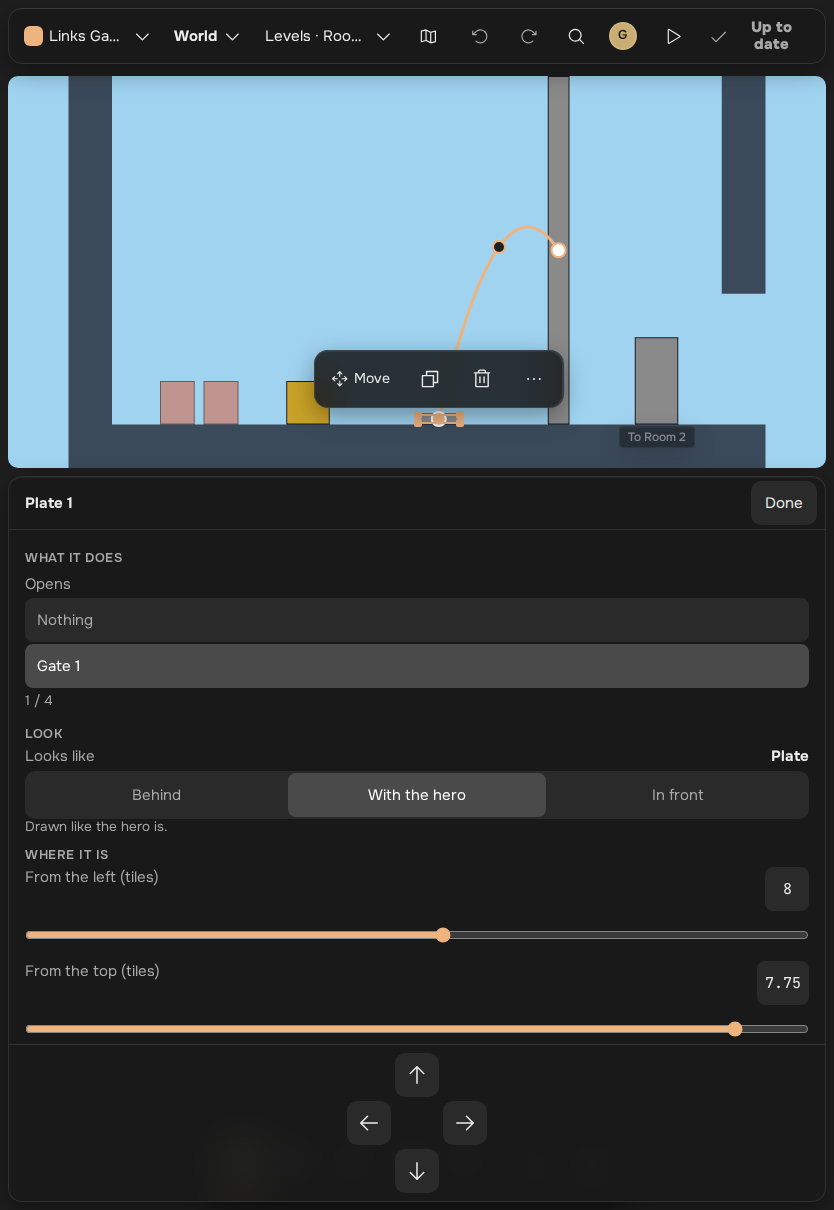 Links Ga...
World
Levels · Roo...
G
Up to
date
Move
To Room 2
Plate 1
Done
WHAT IT DOES
Opens
Nothing
Gate 1
1 / 4
LOOK
Looks like
Plate
Behind
With the hero
In front
Drawn like the hero is.
WHERE IT IS
From the left (tiles)
8
From the top (tiles)
7.75